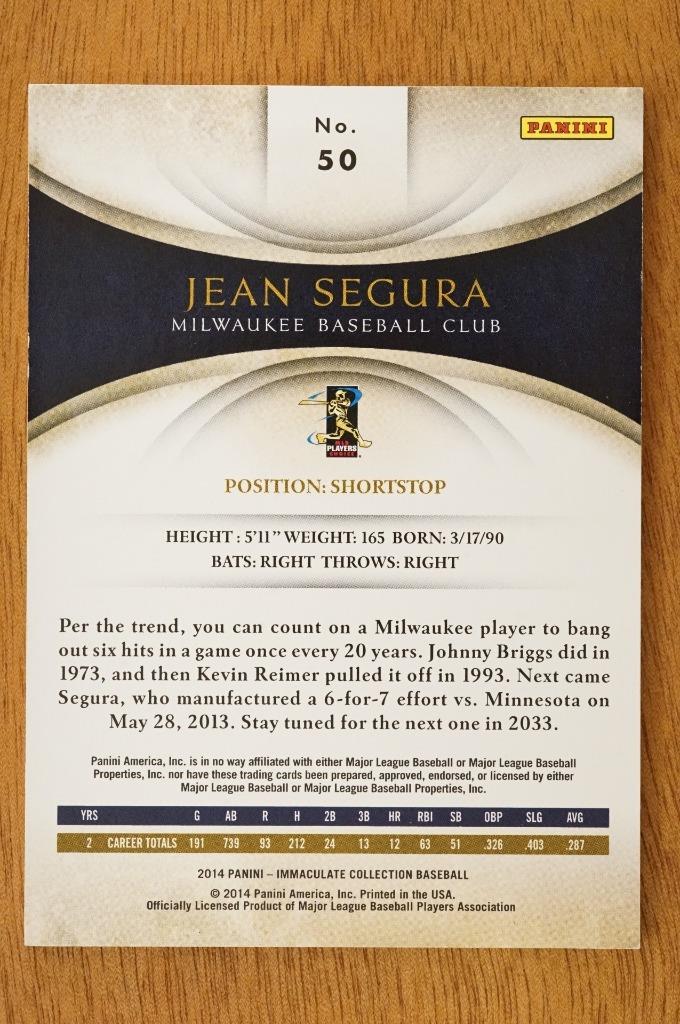 No.
50
PANINI
JEAN SEGURA
MILWAUKEE BASEBALL CLUB
MLB
PLAYERS
CHOICE
POSITION: SHORTSTOP
HEIGHT : 5'11" WEIGHT: 165 BORN: 3/17/90
BATS: RIGHT THROWS: RIGHT
Per the trend, you can count on a Milwaukee player to bang
out six hits in a game once every 20 years. Johnny Briggs did in
1973, and then Kevin Reimer pulled it off in 1993. Next came
Segura, who manufactured a 6-for-7 effort vs. Minnesota on
May 28, 2013. Stay tuned for the next one in 2033.
Panini America, Inc. is in no way affiliated with either Major League Baseball or Major League Baseball
Properties, Inc. nor have these trading cards been prepared, approved, endorsed, or licensed by either
Major League Baseball or Major League Baseball Properties, Inc.
YRS G AB R H 2B 3B HR RBI SB OBP SLG AVG
2 CAREER TOTALS 191 739 93 212 24 13 12 63 51 .326 .403 .287
2014 PANINI – IMMACULATE COLLECTION BASEBALL
© 2014 Panini America, Inc. Printed in the USA.
Officially Licensed Product of Major League Baseball Players Association